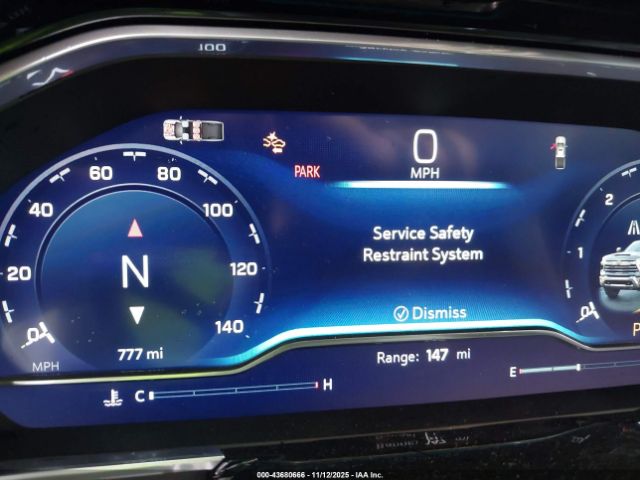 100
0
MPH
PARK
60 80
40 100
20 120
140
MPH
N
777 mi
Service Safety
Restraint System
Dismiss
Range: 147 mi
C H
E
2
1
P
000-43680666 - 11/12/2025 - IAA Inc.